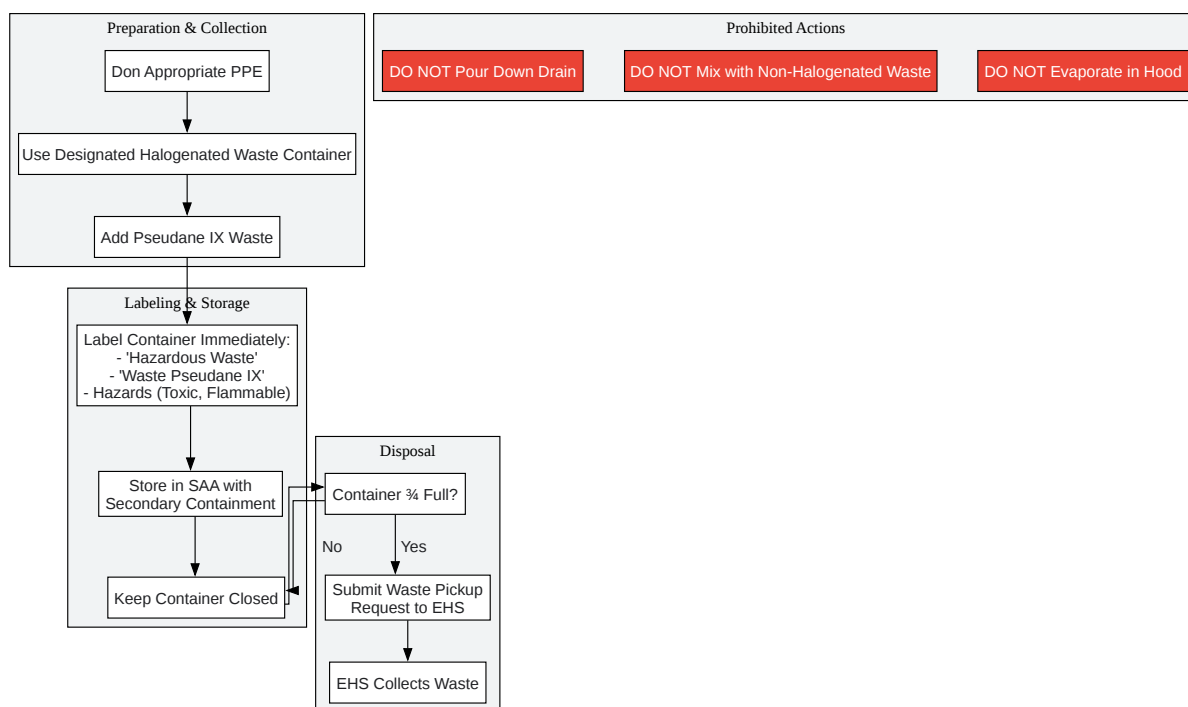 Preparation & Collection
Don Appropriate PPE
Use Designated Halogenated Waste Container
Add Pseudane IX Waste
Prohibited Actions
DO NOT Pour Down Drain
DO NOT Mix with Non-Halogenated Waste
DO NOT Evaporate in Hood
Labeling & Storage
Label Container Immediately:
- 'Hazardous Waste'
- 'Waste Pseudane IX'
- Hazards (Toxic, Flammable)
Store in SAA with
Secondary Containment
Keep Container Closed
Disposal
Container ¾ Full?
No
Yes
Submit Waste Pickup
Request to EHS
EHS Collects Waste